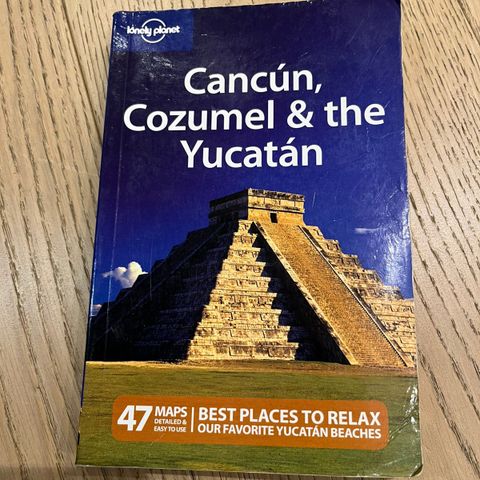 lonely planet
Cancún,
Cozumel & the
Yucatán
47 MAPS
DETAILED &
EASY TO USE
BEST PLACES TO RELAX
OUR FAVORITE YUCATÁN BEACHES